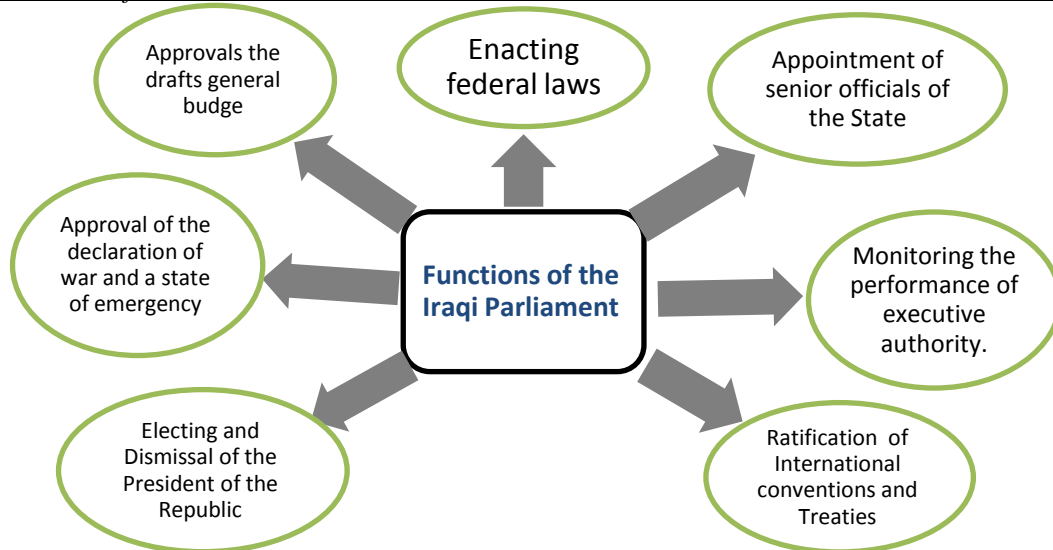 Approvals the
drafts general
budge
Enacting
federal laws
Appointment of
senior officials of
the State
Approval of the
declaration of
war and a state
of emergency
Functions of the
Iraqi Parliament
Monitoring the
performance of
executive
authority.
Electing and
Dismissal of the
President of the
Republic
Ratification of
International
conventions and
Treaties